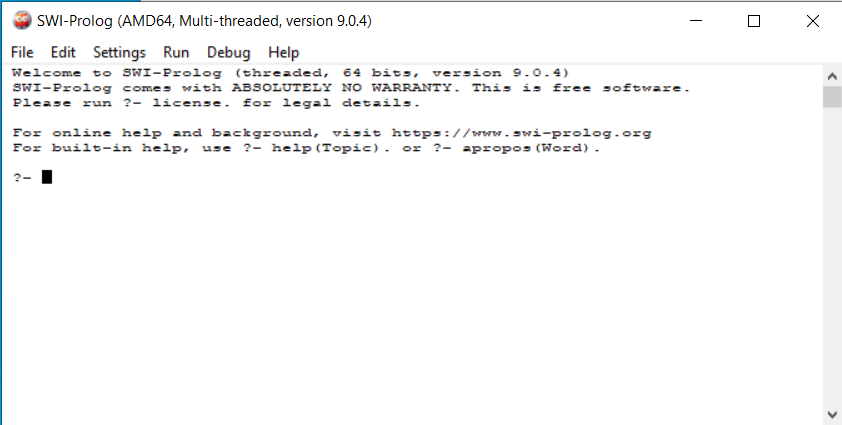 SWI-Prolog (AMD64, Multi-threaded, version 9.0.4)
File Edit Settings Run Debug Help
Welcome to SWI-Prolog (threaded, 64 bits, version 9.0.4)
SWI-Prolog comes with ABSOLUTELY NO WARRANTY. This is free software.
Please run ?- license. for legal details.
For online help and background, visit https://www.swi-prolog.org
For built-in help, use ?- help(Topic). or ?- apropos(Word).
?-